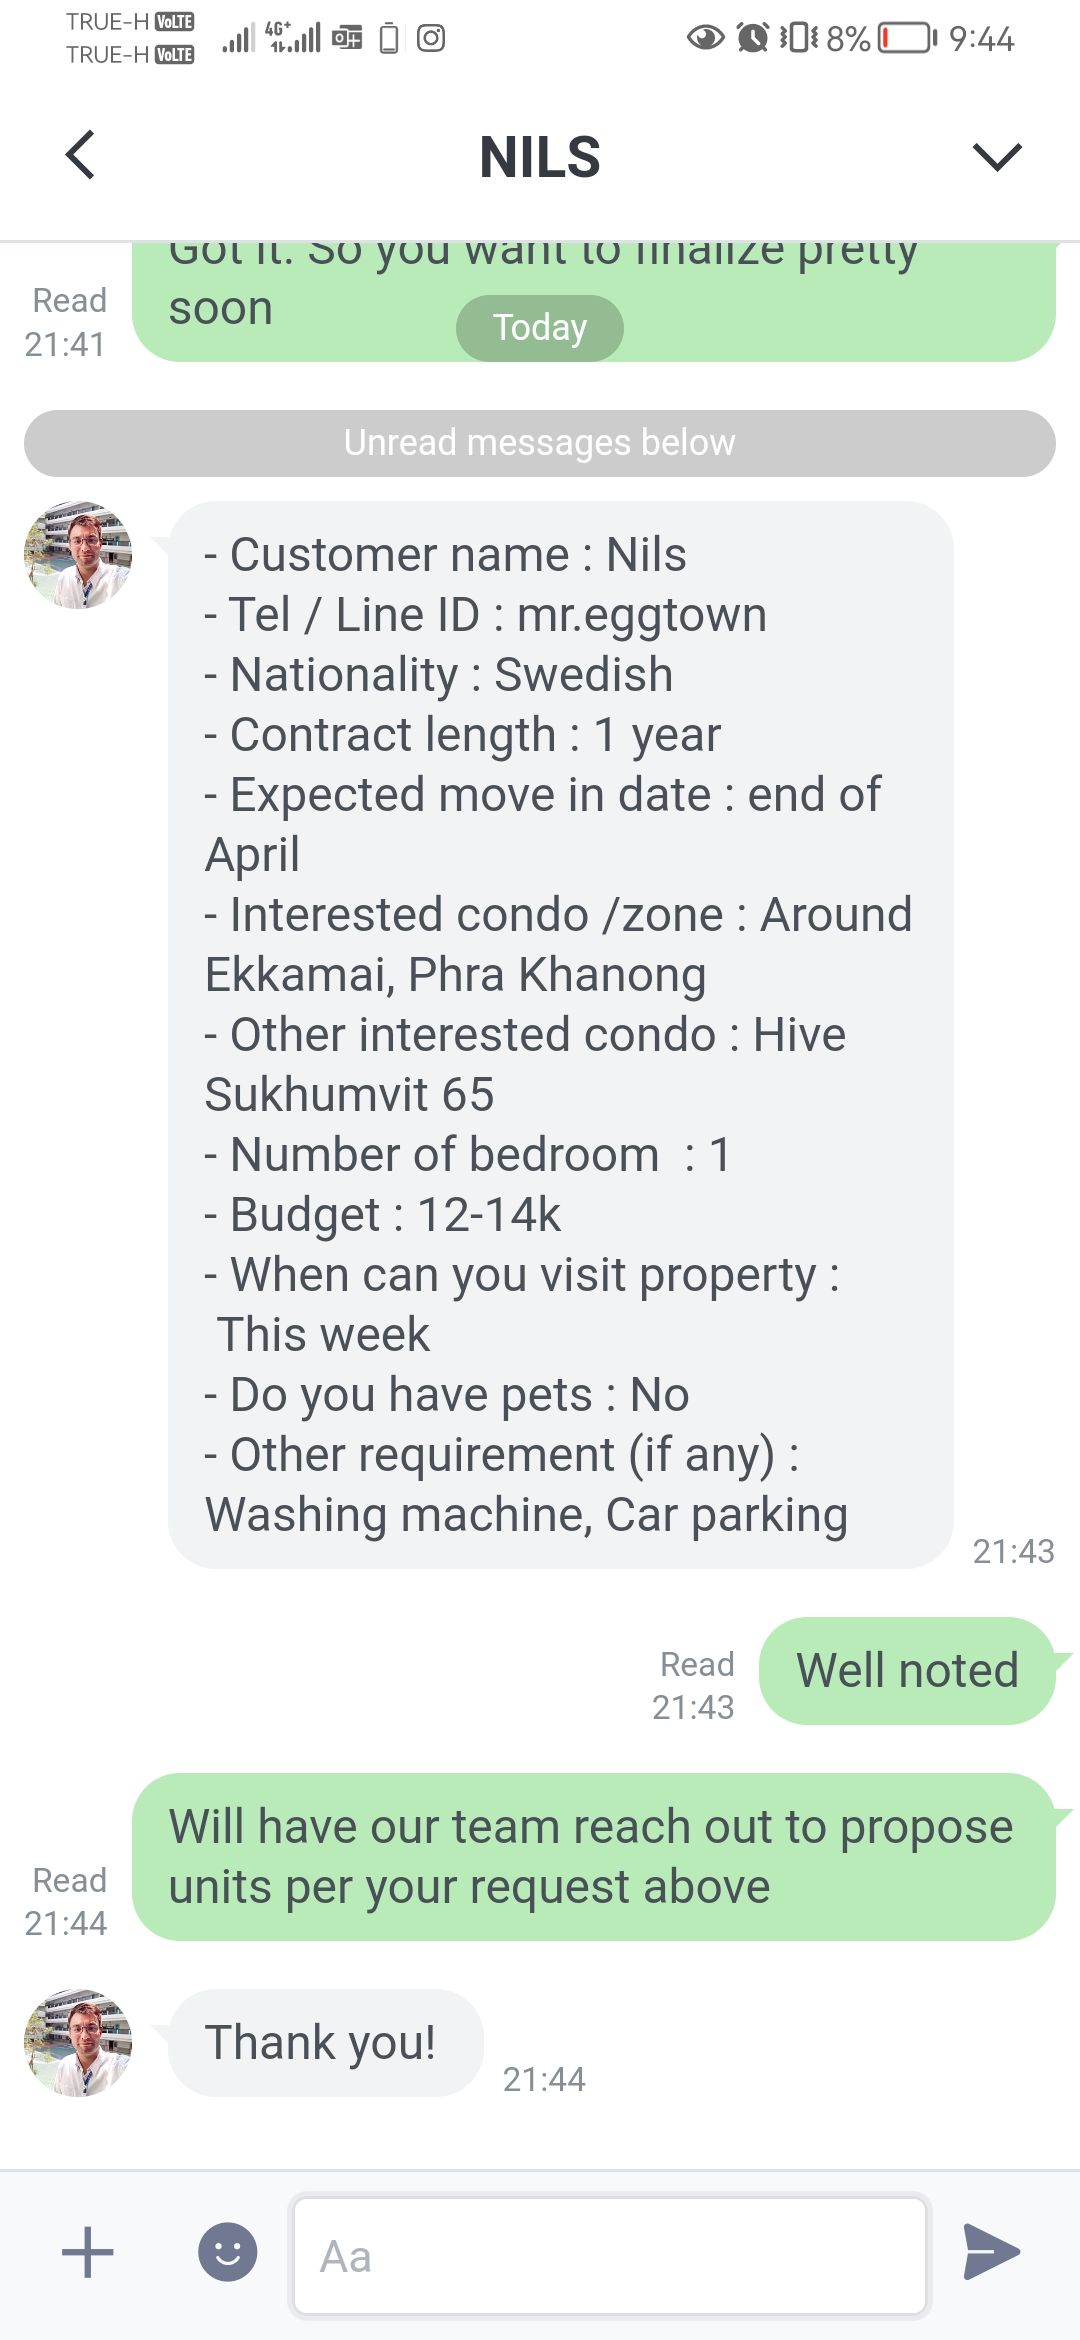 TRUE-H VoLTE
TRUE-H VoLTE
4G+
8%
9:44
NILS
Got it. So you want to finalize pretty
soon
Read
21:41
Today
Unread messages below
- Customer name : Nils
- Tel / Line ID : mr.eggtown
- Nationality : Swedish
- Contract length : 1 year
- Expected move in date : end of
April
- Interested condo /zone : Around
Ekkamai, Phra Khanong
- Other interested condo : Hive
Sukhumvit 65
- Number of bedroom  : 1
- Budget : 12-14k
- When can you visit property :
This week
- Do you have pets : No
- Other requirement (if any) :
Washing machine, Car parking
21:43
Well noted
Read
21:43
Will have our team reach out to propose
units per your request above
Read
21:44
Thank you!
21:44
Aa